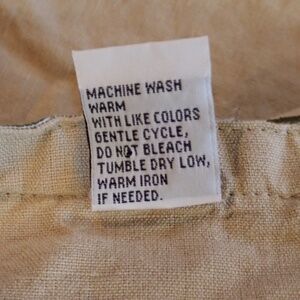 MACHINE WASH
WARM
WITH LIKE COLORS
GENTLE CYCLE,
DO NOT BLEACH
TUMBLE DRY LOW,
WARM IRON
IF NEEDED.